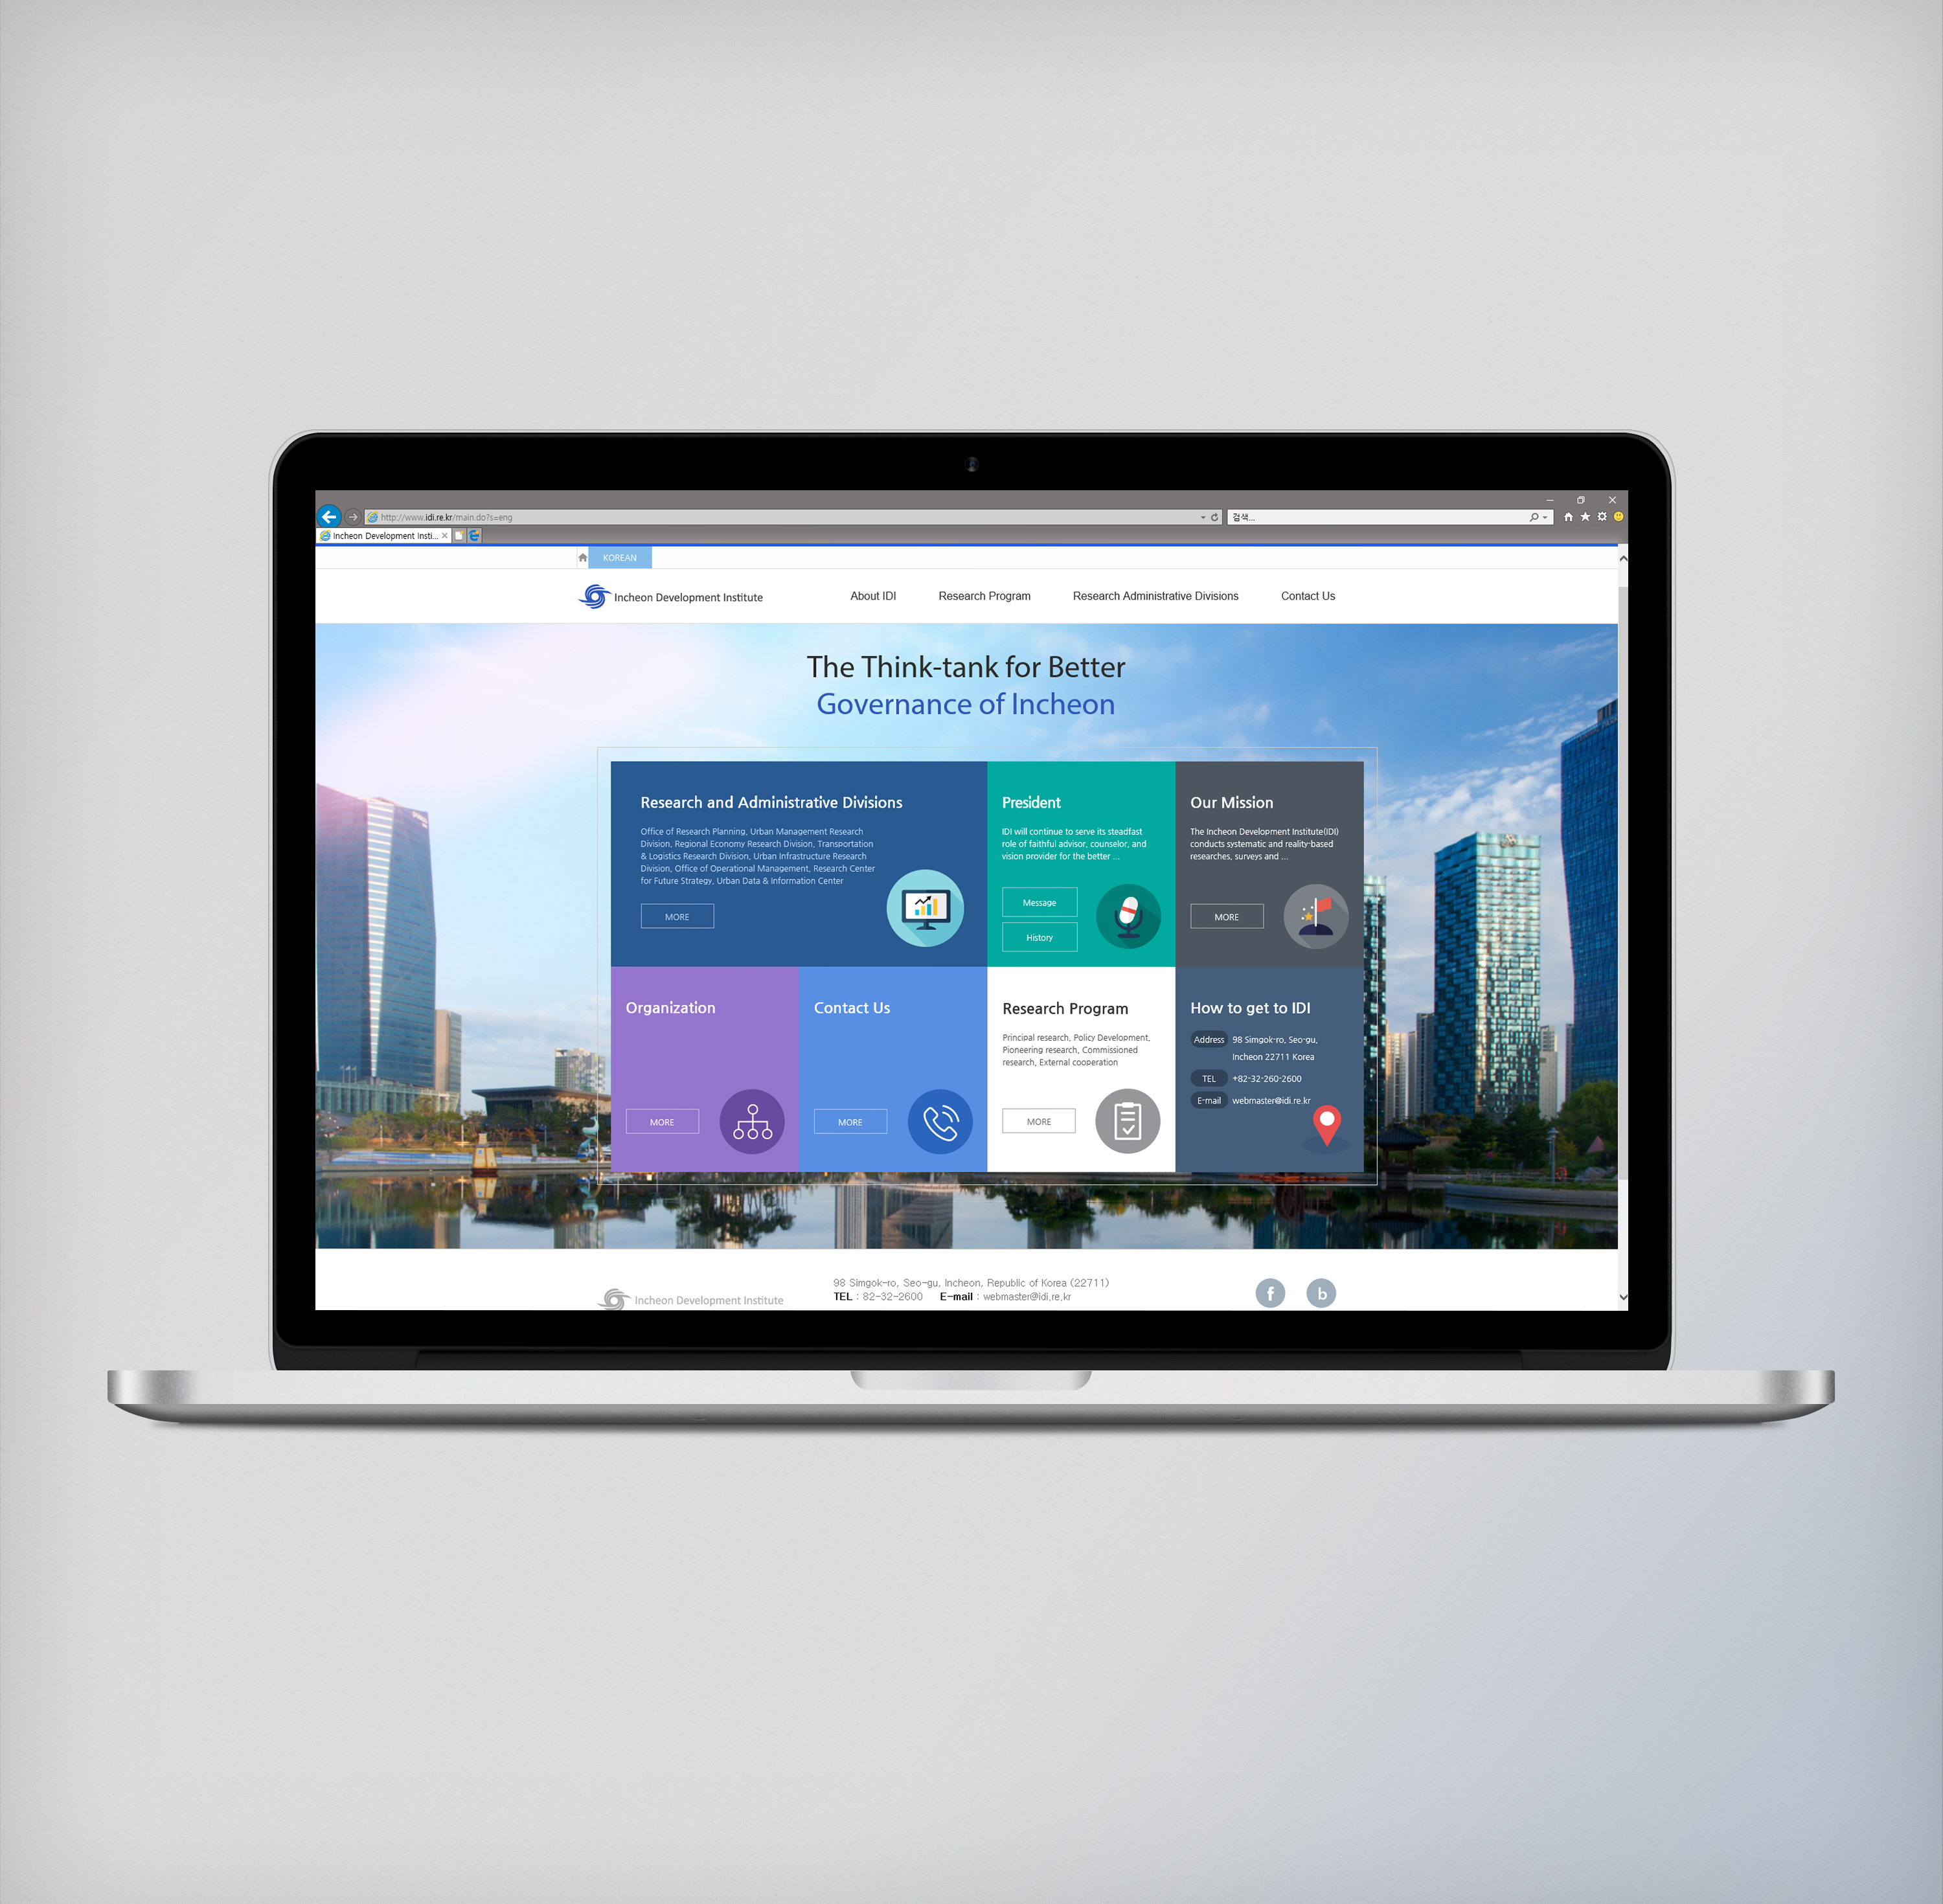 http://www.idi.re.kr/main.do?s=eng
검색...
Incheon Development Insti...
KOREAN
Incheon Development Institute
About IDI
Research Program
Research Administrative Divisions
Contact Us
The Think-tank for Better
Governance of Incheon
Research and Administrative Divisions
Office of Research Planning, Urban Management Research
Division, Regional Economy Research Division, Transportation
& Logistics Research Division, Urban Infrastructure Research
Division, Office of Operational Management, Research Center
for Future Strategy, Urban Data & Information Center
MORE
President
IDI will continue to serve its steadfast
role of faithful advisor, counselor, and
vision provider for the better ...
Message
History
Our Mission
The Incheon Development Institute(IDI)
conducts systematic and reality-based
researches, surveys and ...
MORE
Organization
MORE
Contact Us
MORE
Research Program
Principal research, Policy Development,
Pioneering research, Commissioned
research, External cooperation
MORE
How to get to IDI
Address 98 Simgok-ro, Seo-gu,
Incheon 22711 Korea
TEL +82-32-260-2600
E-mail webmaster@idi.re.kr
Incheon Development Institute
98 Simgok-ro, Seo-gu, Incheon, Republic of Korea (22711)
TEL : 82-32-2600 E-mail : webmaster@idi.re.kr
f
b